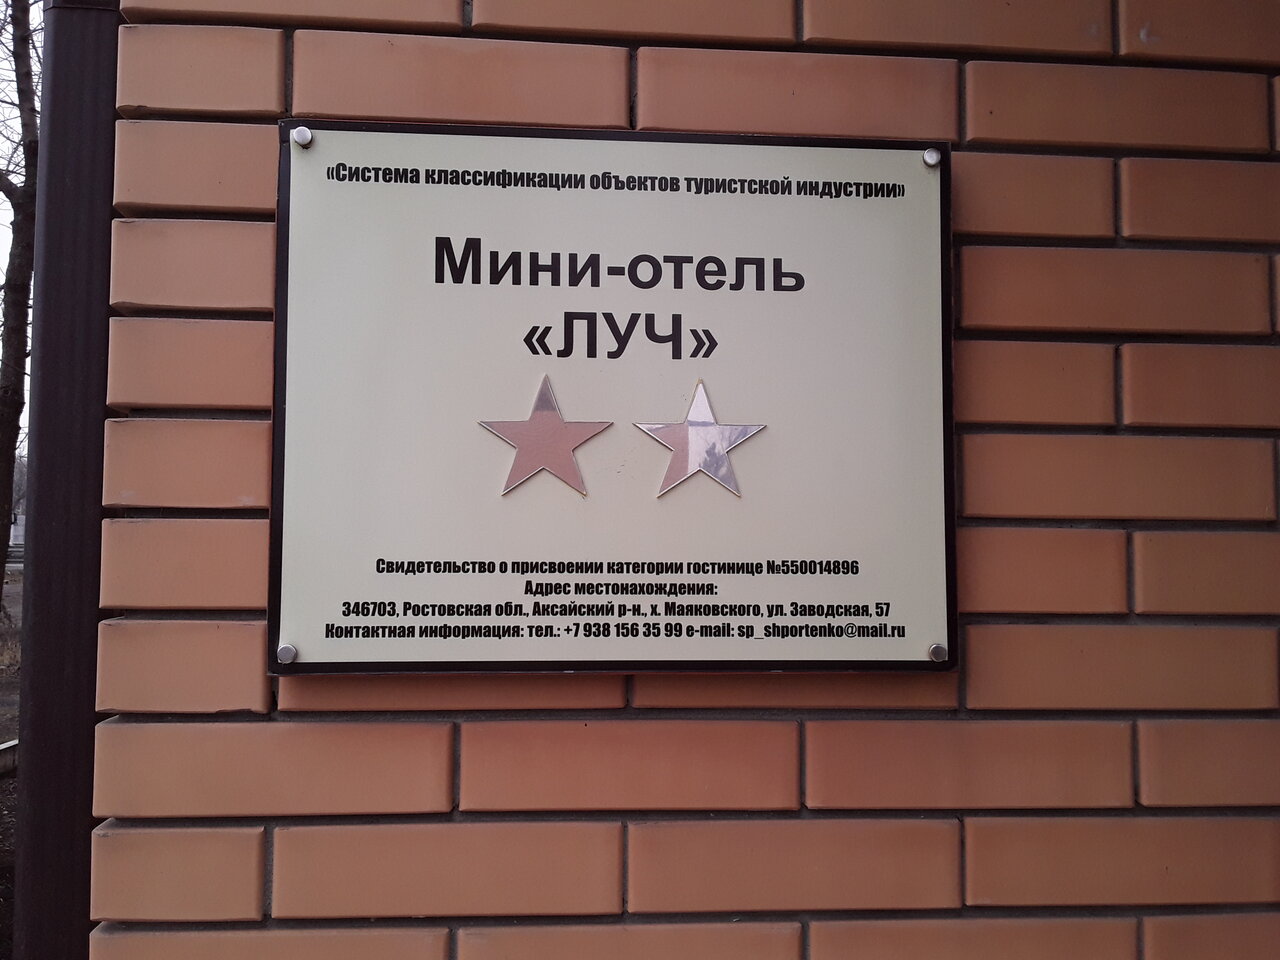 «Система классификации объектов туристской индустрии»
Мини-отель
«ЛУЧ»
Свидетельство о присвоении категории гостинице №550014896
Адрес местонахождения:
346703, Ростовская обл., Аксайский р-н., х. Маяковского, ул. Заводская, 57
Контактная информация: тел.: +7 938 156 35 99 e-mail: sp_shportenko@mail.ru